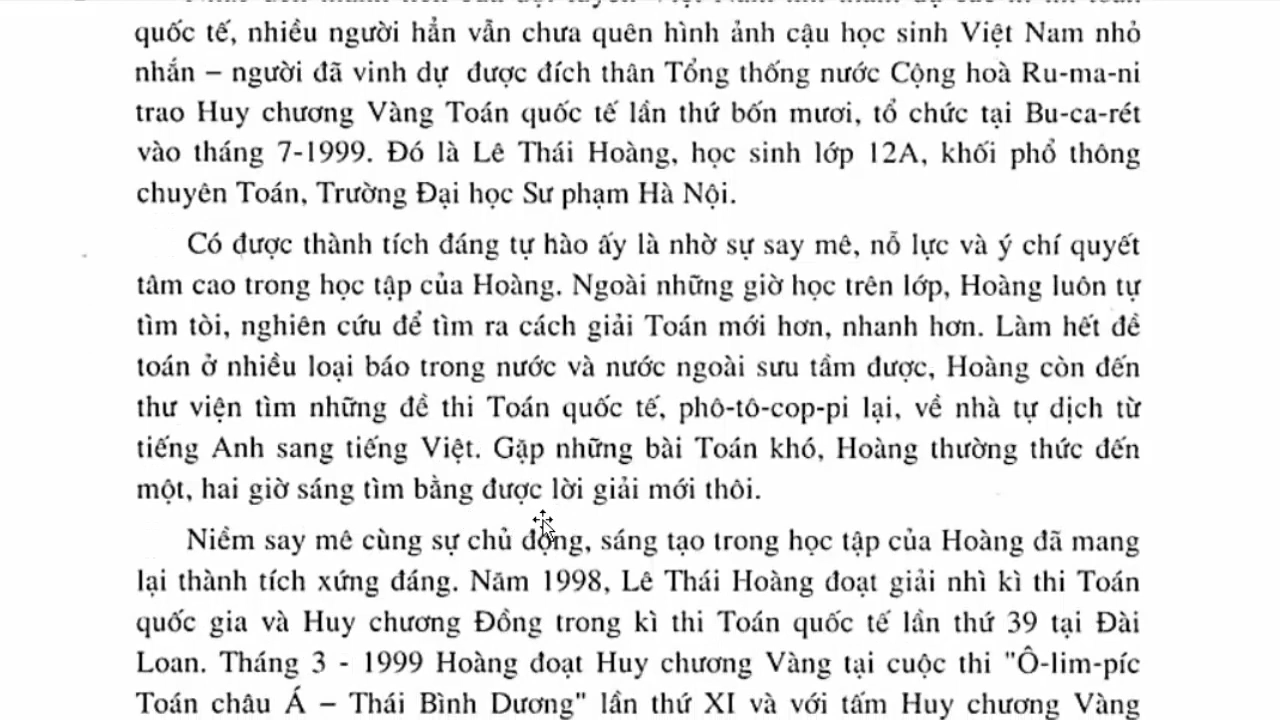 quốc tế, nhiều người hẳn vẫn chưa quên hình ảnh cậu học sinh Việt Nam nhỏ
nhắn – người đã vinh dự được đích thân Tổng thống nước Cộng hoà Ru-ma-ni
trao Huy chương Vàng Toán quốc tế lần thứ bốn mươi, tổ chức tại Bu-ca-rét
vào tháng 7-1999. Đó là Lê Thái Hoàng, học sinh lớp 12A, khối phổ thông
chuyên Toán, Trường Đại học Sư phạm Hà Nội.
Có được thành tích đáng tự hào ấy là nhờ sự say mê, nỗ lực và ý chí quyết
tâm cao trong học tập của Hoàng. Ngoài những giờ học trên lớp, Hoàng luôn tự
tìm tòi, nghiên cứu để tìm ra cách giải Toán mới hơn, nhanh hơn. Làm hết đề
toán ở nhiều loại báo trong nước và nước ngoài sưu tầm được, Hoàng còn đến
thư viện tìm những đề thi Toán quốc tế, phô-tô-cop-pi lại, về nhà tự dịch từ
tiếng Anh sang tiếng Việt. Gặp những bài Toán khó, Hoàng thường thức đến
một, hai giờ sáng tìm bằng được lời giải mới thôi.
Niềm say mê cùng sự chủ động, sáng tạo trong học tập của Hoàng đã mang
lại thành tích xứng đáng. Năm 1998, Lê Thái Hoàng đoạt giải nhì kì thi Toán
quốc gia và Huy chương Đồng trong kì thi Toán quốc tế lần thứ 39 tại Đài
Loan. Tháng 3 - 1999 Hoàng đoạt Huy chương Vàng tại cuộc thi "Ô-lim-píc
Toán châu Á – Thái Bình Dương" lần thứ XI và với tấm Huy chương Vàng